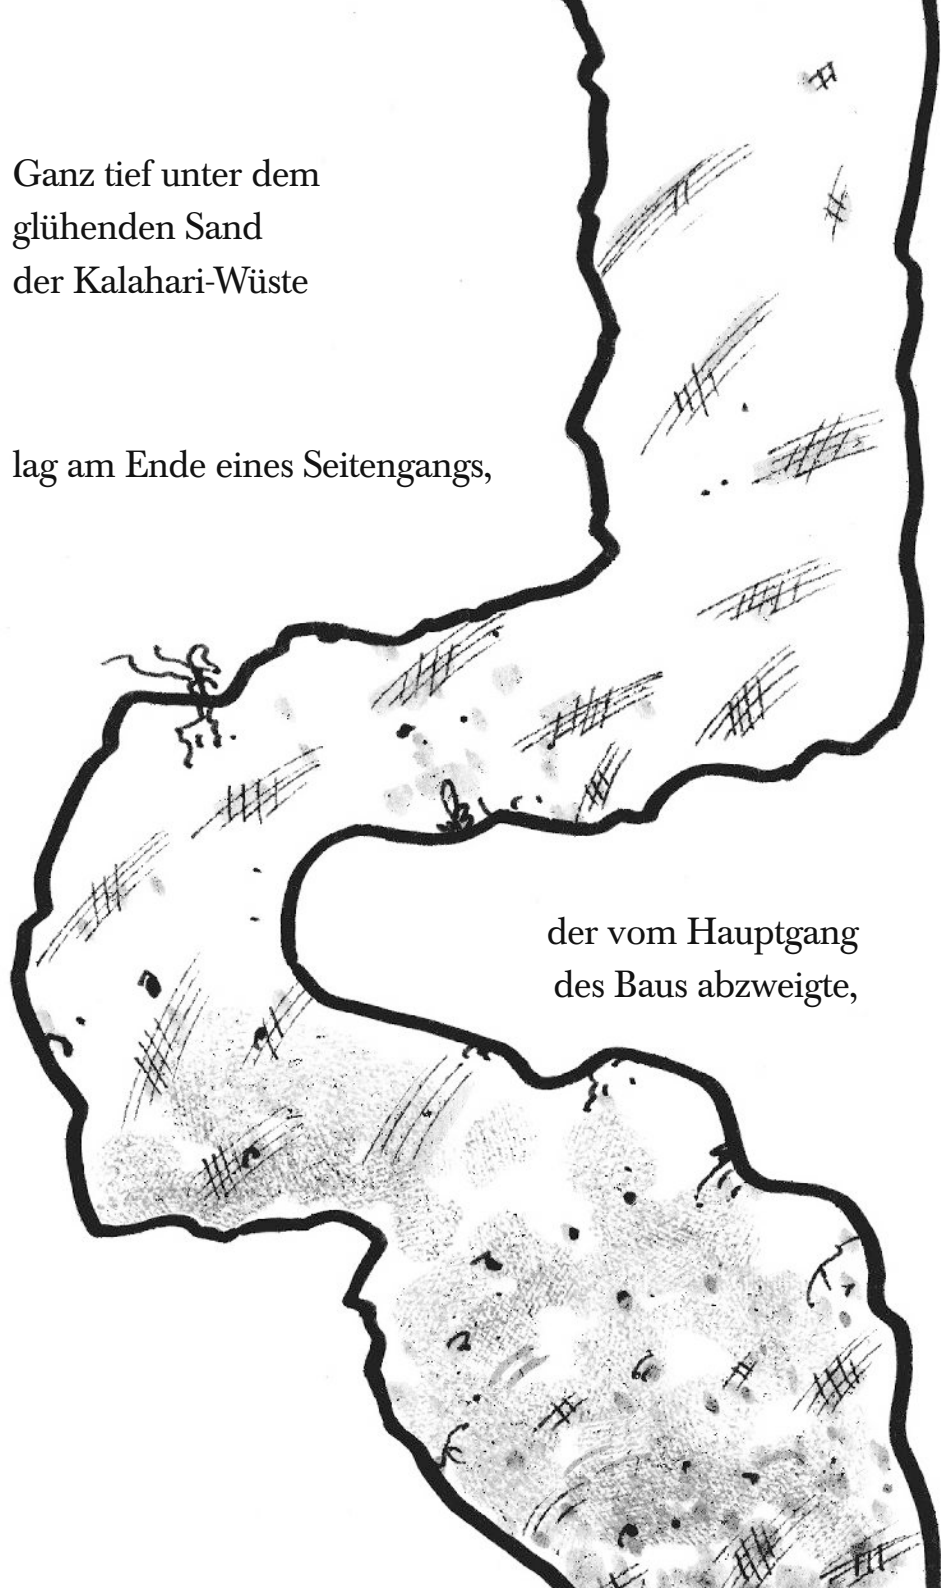 Ganz tief unter dem
glühenden Sand
der Kalahari-Wüste
lag am Ende eines Seitengangs,
der vom Hauptgang
des Baus abzweigte,